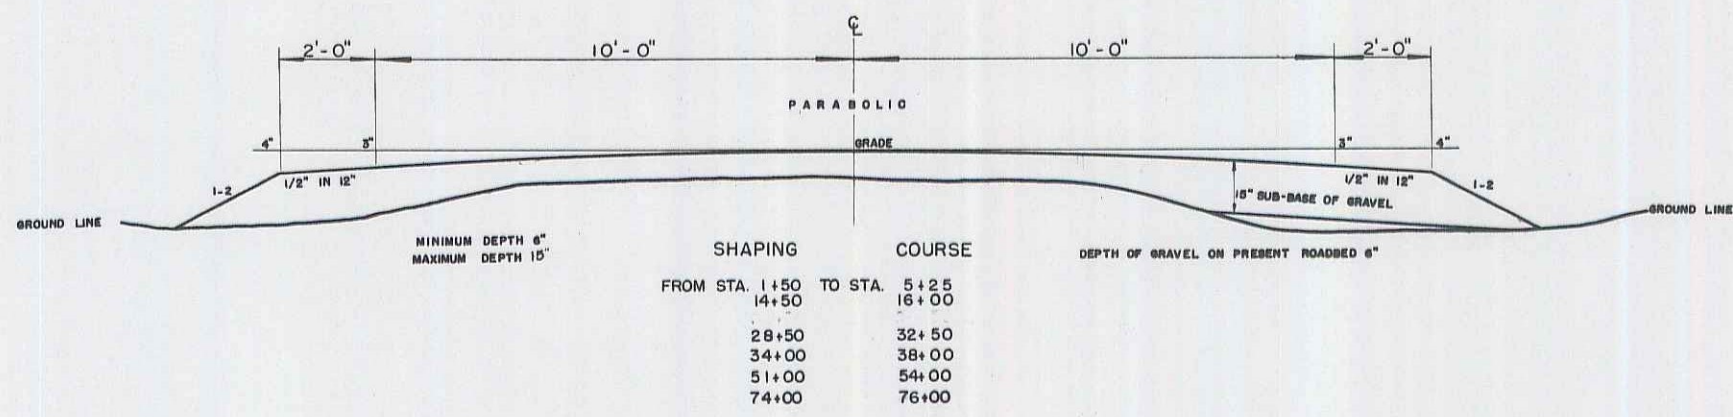 ℄
2'-0" 10'-0" 10'-0" 2'-0"
PARABOLIC
4" 3" GRADE 3" 4"
1-2 1/2" IN 12" 1/2" IN 12" 1-2
15" SUB-BASE OF GRAVEL
GROUND LINE GROUND LINE
MINIMUM DEPTH 6"
MAXIMUM DEPTH 15"
DEPTH OF GRAVEL ON PRESENT ROADBED 6"
SHAPING COURSE
FROM STA. 1+50 TO STA. 5+25
14+50 16+00
28+50 32+50
34+00 38+00
51+00 54+00
74+00 76+00